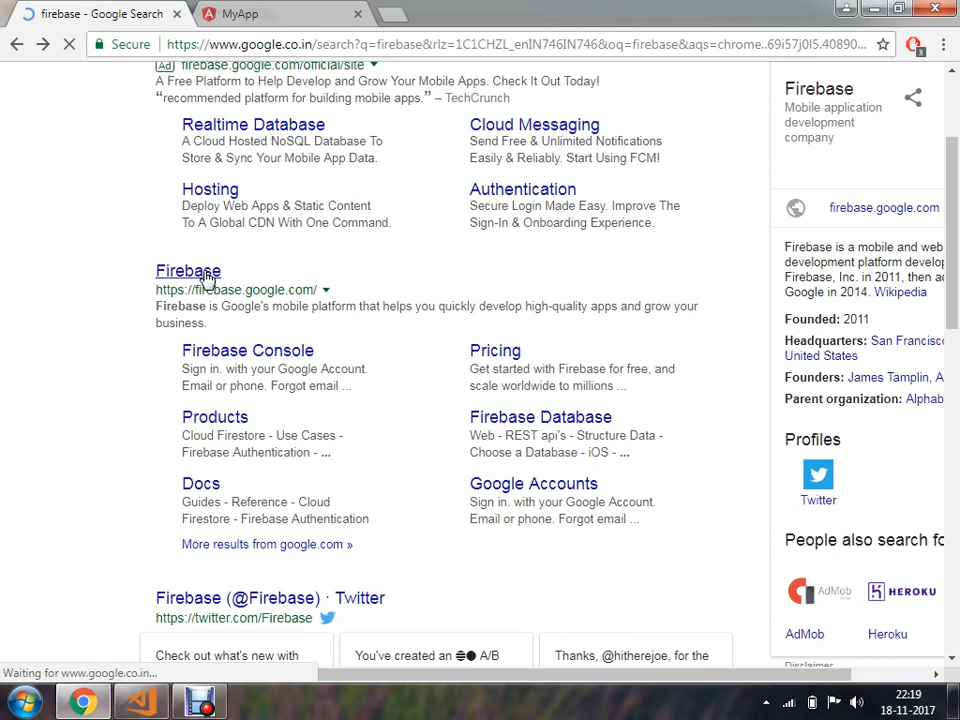 firebase - Google Search
MyApp
Secure https://www.google.co.in/search?q=firebase&rlz=1C1CHZL_enIN746IN746&oq=firebase&aqs=chrome..69i57j0l5.40890...
3
Ad firebase.google.com/official/site
A Free Platform to Help Develop and Grow Your Mobile Apps. Check It Out Today!
“recommended platform for building mobile apps.” – TechCrunch
Realtime Database
A Cloud Hosted NoSQL Database To
Store & Sync Your Mobile App Data.
Cloud Messaging
Send Free & Unlimited Notifications
Easily & Reliably. Start Using FCM!
Hosting
Deploy Web Apps & Static Content
To A Global CDN With One Command.
Authentication
Secure Login Made Easy. Improve The
Sign-In & Onboarding Experience.
Firebase
https://firebase.google.com/
Firebase is Google's mobile platform that helps you quickly develop high-quality apps and grow your
business.
Firebase Console
Sign in. with your Google Account.
Email or phone. Forgot email ...
Pricing
Get started with Firebase for free, and
scale worldwide to millions ...
Products
Cloud Firestore - Use Cases -
Firebase Authentication - ...
Firebase Database
Web - REST api's - Structure Data -
Choose a Database - iOS - ...
Docs
Guides - Reference - Cloud
Firestore - Firebase Authentication
Google Accounts
Sign in. with your Google Account.
Email or phone. Forgot email ...
More results from google.com »
Firebase (@Firebase) · Twitter
https://twitter.com/Firebase
Check out what's new with
You've created an A/B
Thanks, @hitherejoe, for the
Firebase
Mobile application
development
company
firebase.google.com
Firebase is a mobile and web
development platform develop
Firebase, Inc. in 2011, then a
Google in 2014. Wikipedia
Founded: 2011
Headquarters: San Francisc
United States
Founders: James Tamplin, A
Parent organization: Alphab
Profiles
Twitter
People also search fo
AdMob
HEROKU
AdMob
Heroku
Disclaimer
Waiting for www.google.co.in...
22:19
18-11-2017